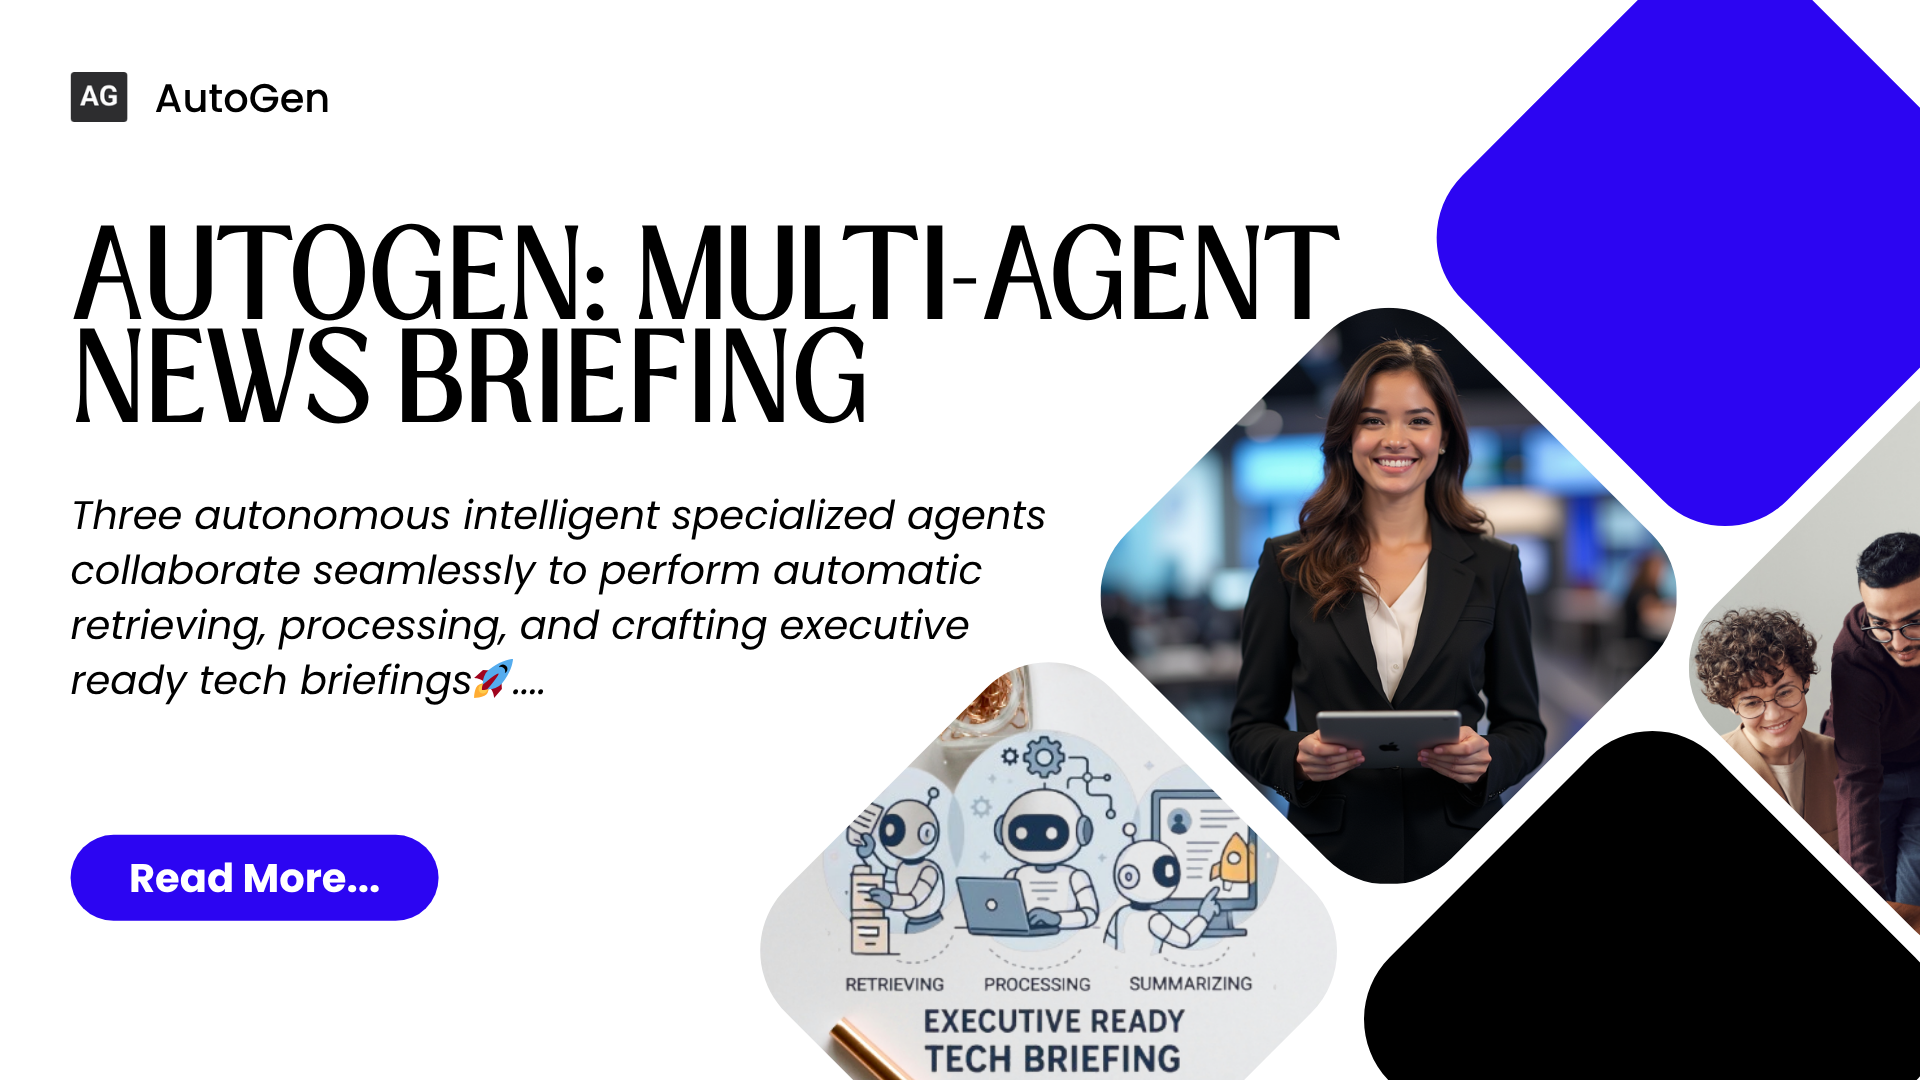 AG AutoGen
AUTOGEN: MULTI-AGENT
NEWS BRIEFING
Three autonomous intelligent specialized agents
collaborate seamlessly to perform automatic
retrieving, processing, and crafting executive
ready tech briefings🚀....
Read More...
RETRIEVING PROCESSING SUMMARIZING
EXECUTIVE READY
TECH BRIEFING